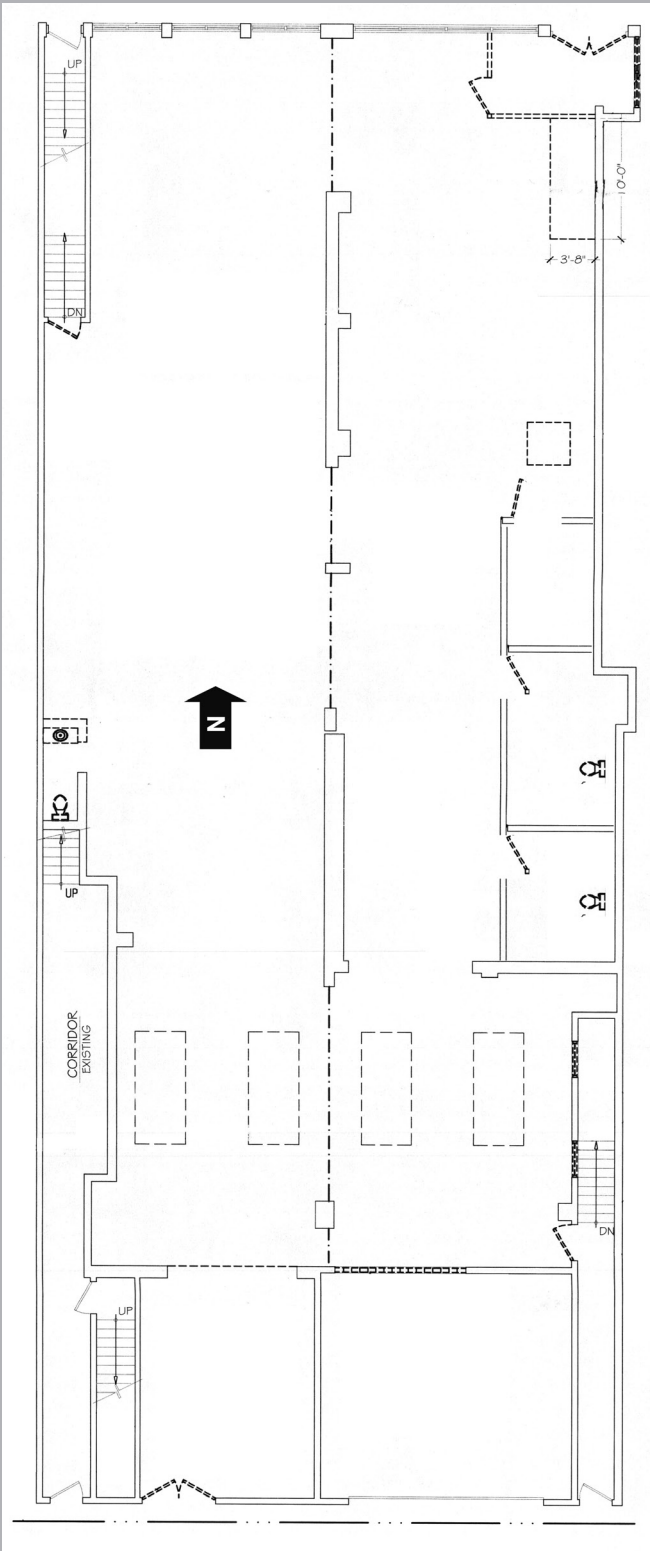 UP
10'-0"
3'-8"
DN
N
UP
CORRIDOR
EXISTING
DN
UP